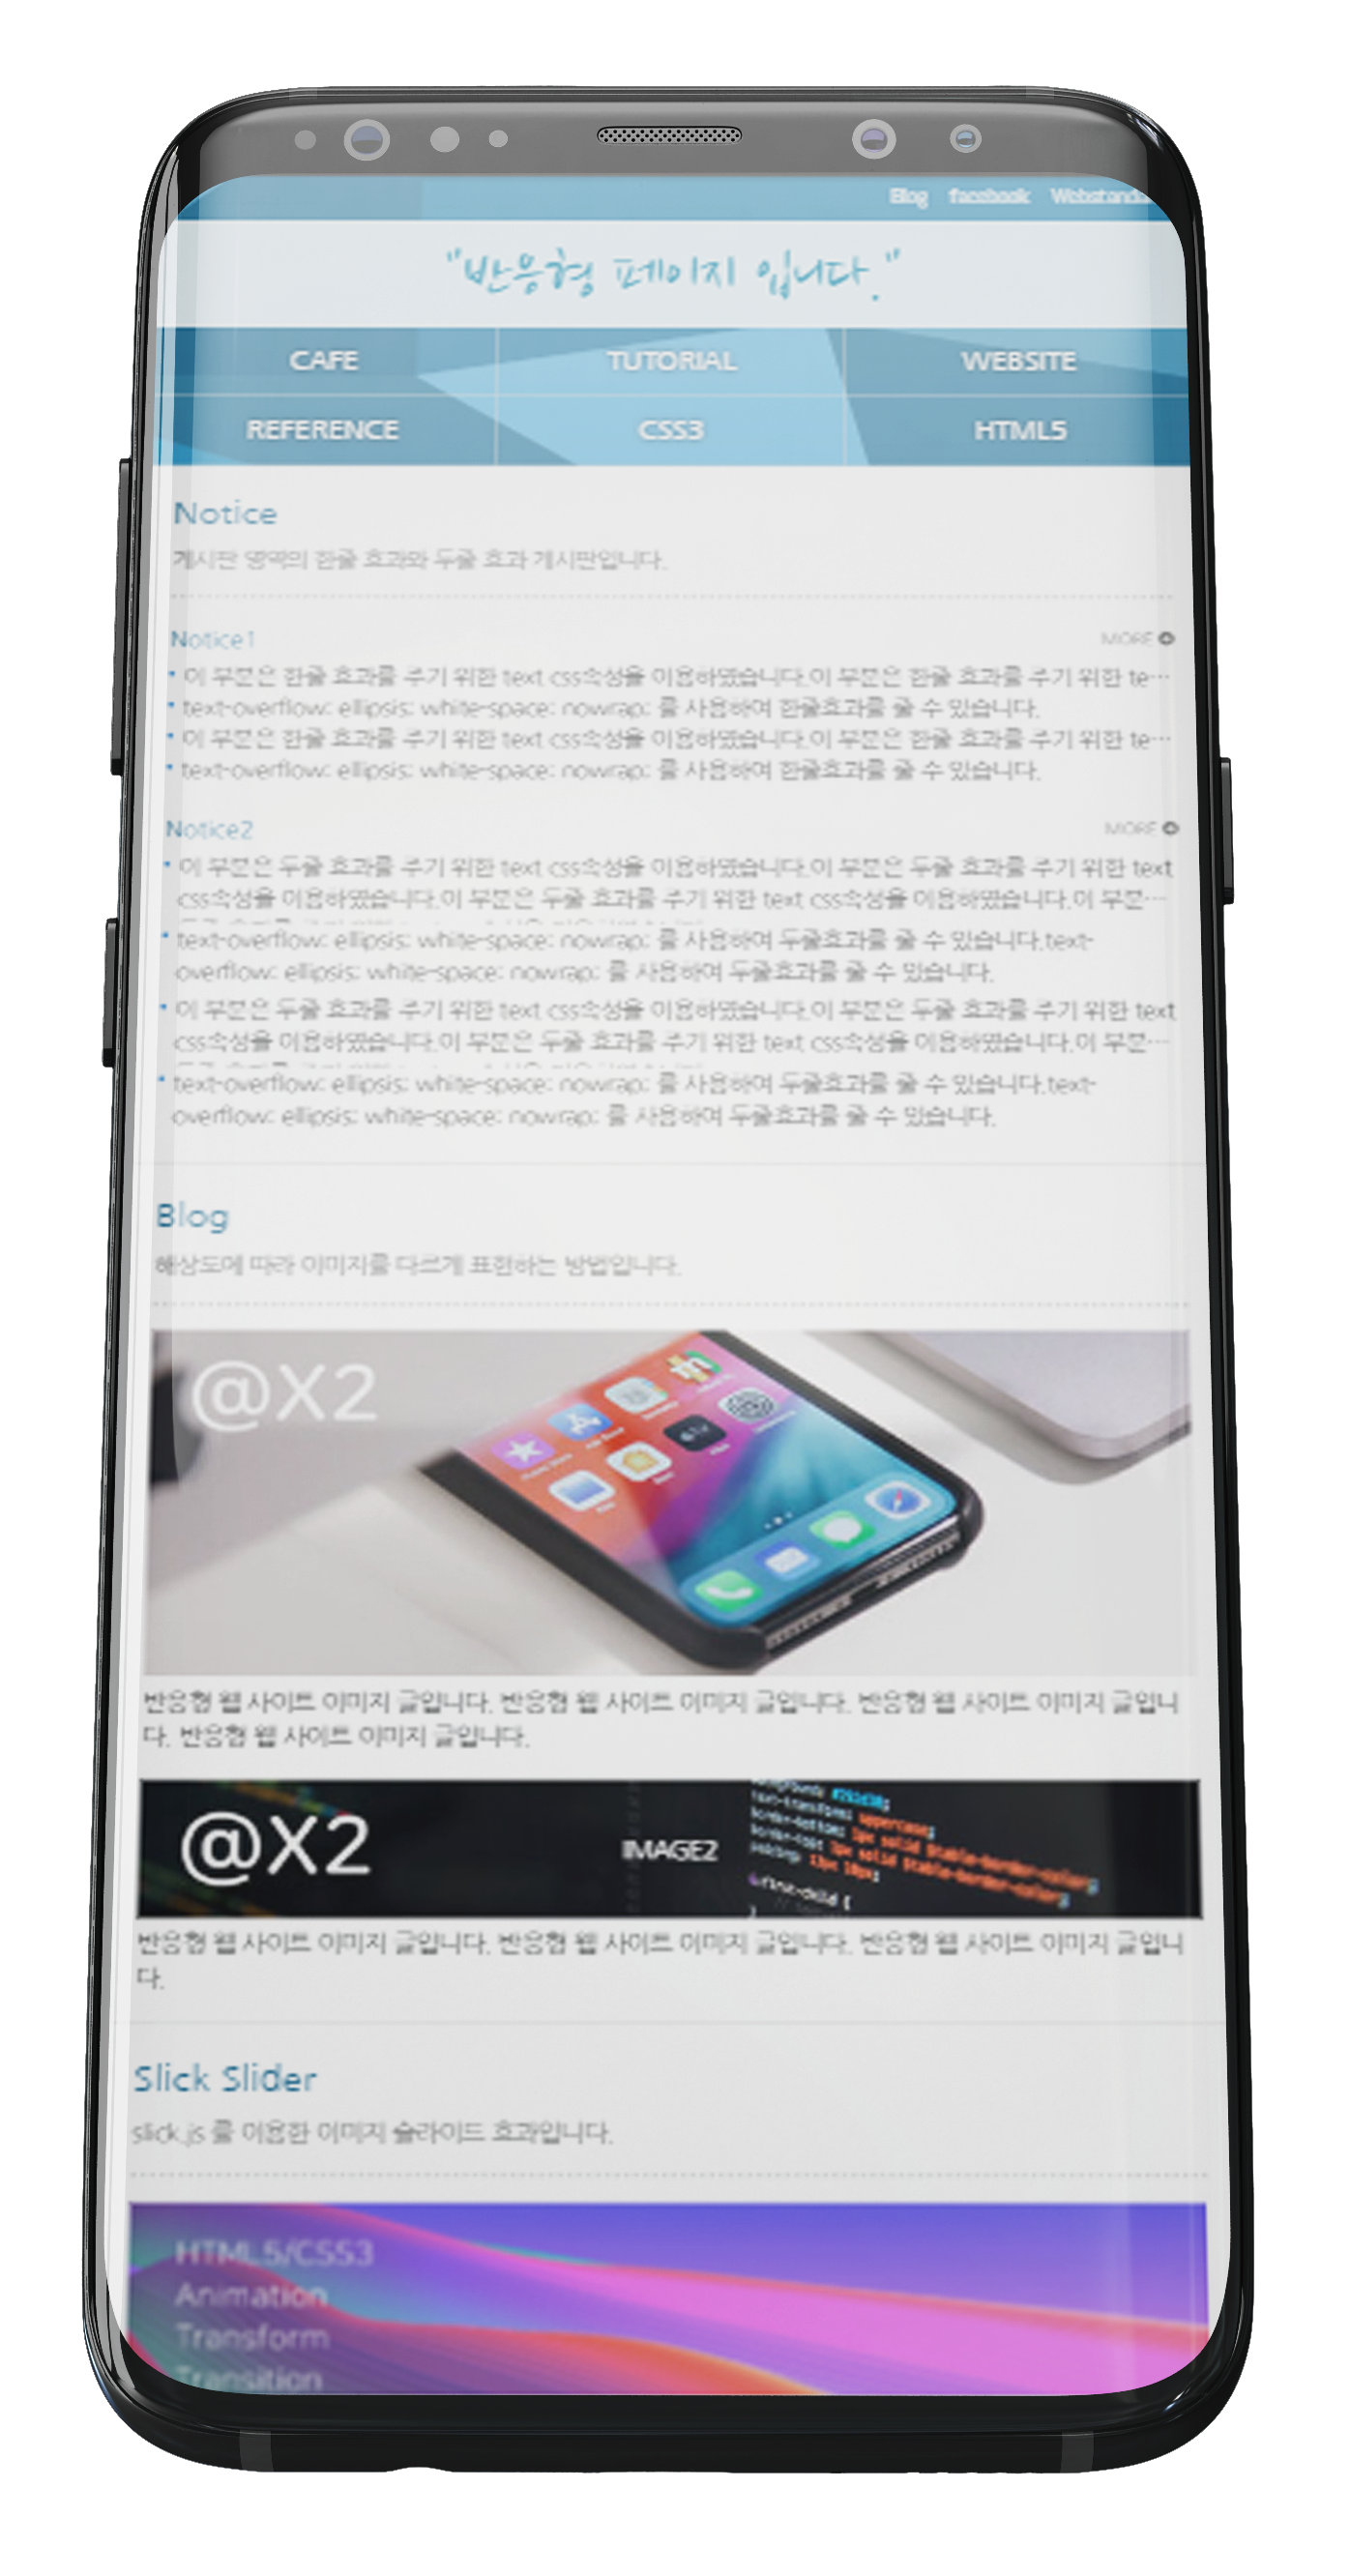 Blog facebook
"반응형 페이지 입니다."
CAFE TUTORIAL WEBSITE
REFERENCE CSS3 HTML5
Notice
게시판 영역의 한줄 효과와 두줄 효과 게시판입니다.
Notice1 MORE
이 부분은 한줄 효과를 주기 위한 text css속성을 이용하였습니다.이 부분은 한줄 효과를 주기 위한 te…
text-overflow: ellipsis; white-space: nowrap; 를 사용하여 한줄효과를 줄 수 있습니다.
이 부분은 한줄 효과를 주기 위한 text css속성을 이용하였습니다.이 부분은 한줄 효과를 주기 위한 te…
text-overflow: ellipsis; white-space: nowrap; 를 사용하여 한줄효과를 줄 수 있습니다.
Notice2 MORE
이 부분은 두줄 효과를 주기 위한 text css속성을 이용하였습니다.이 부분은 두줄 효과를 주기 위한 text
css속성을 이용하였습니다.이 부분은 두줄 효과를 주기 위한 text css속성을 이용하였습니다.이 부분…
text-overflow: ellipsis; white-space: nowrap; 를 사용하여 두줄효과를 줄 수 있습니다.text-
overflow: ellipsis; white-space: nowrap; 를 사용하여 두줄효과를 줄 수 있습니다.
이 부분은 두줄 효과를 주기 위한 text css속성을 이용하였습니다.이 부분은 두줄 효과를 주기 위한 text
css속성을 이용하였습니다.이 부분은 두줄 효과를 주기 위한 text css속성을 이용하였습니다.이 부분…
text-overflow: ellipsis; white-space: nowrap; 를 사용하여 두줄효과를 줄 수 있습니다.text-
overflow: ellipsis; white-space: nowrap; 를 사용하여 두줄효과를 줄 수 있습니다.
Blog
해상도에 따라 이미지를 다르게 표현하는 방법입니다.
@X2
반응형 웹 사이트 이미지 글입니다. 반응형 웹 사이트 이미지 글입니다. 반응형 웹 사이트 이미지 글입니
다. 반응형 웹 사이트 이미지 글입니다.
@X2 IMAGE2
text-transform: uppercase;
border-bottom: 1px solid $table-border-color;
border-top: 1px solid $table-border-color;
반응형 웹 사이트 이미지 글입니다. 반응형 웹 사이트 이미지 글입니다. 반응형 웹 사이트 이미지 글입니
다.
Slick Slider
slick.js 를 이용한 이미지 슬라이드 효과입니다.
HTML5/CSS3
Animation
Transform
Transition